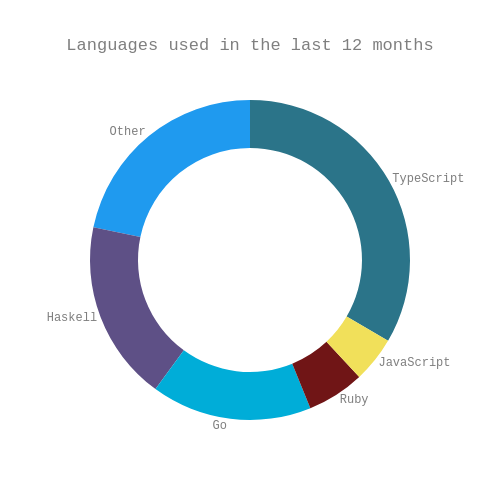 Languages used in the last 12 months
Other
TypeScript
Haskell
JavaScript
Ruby
Go